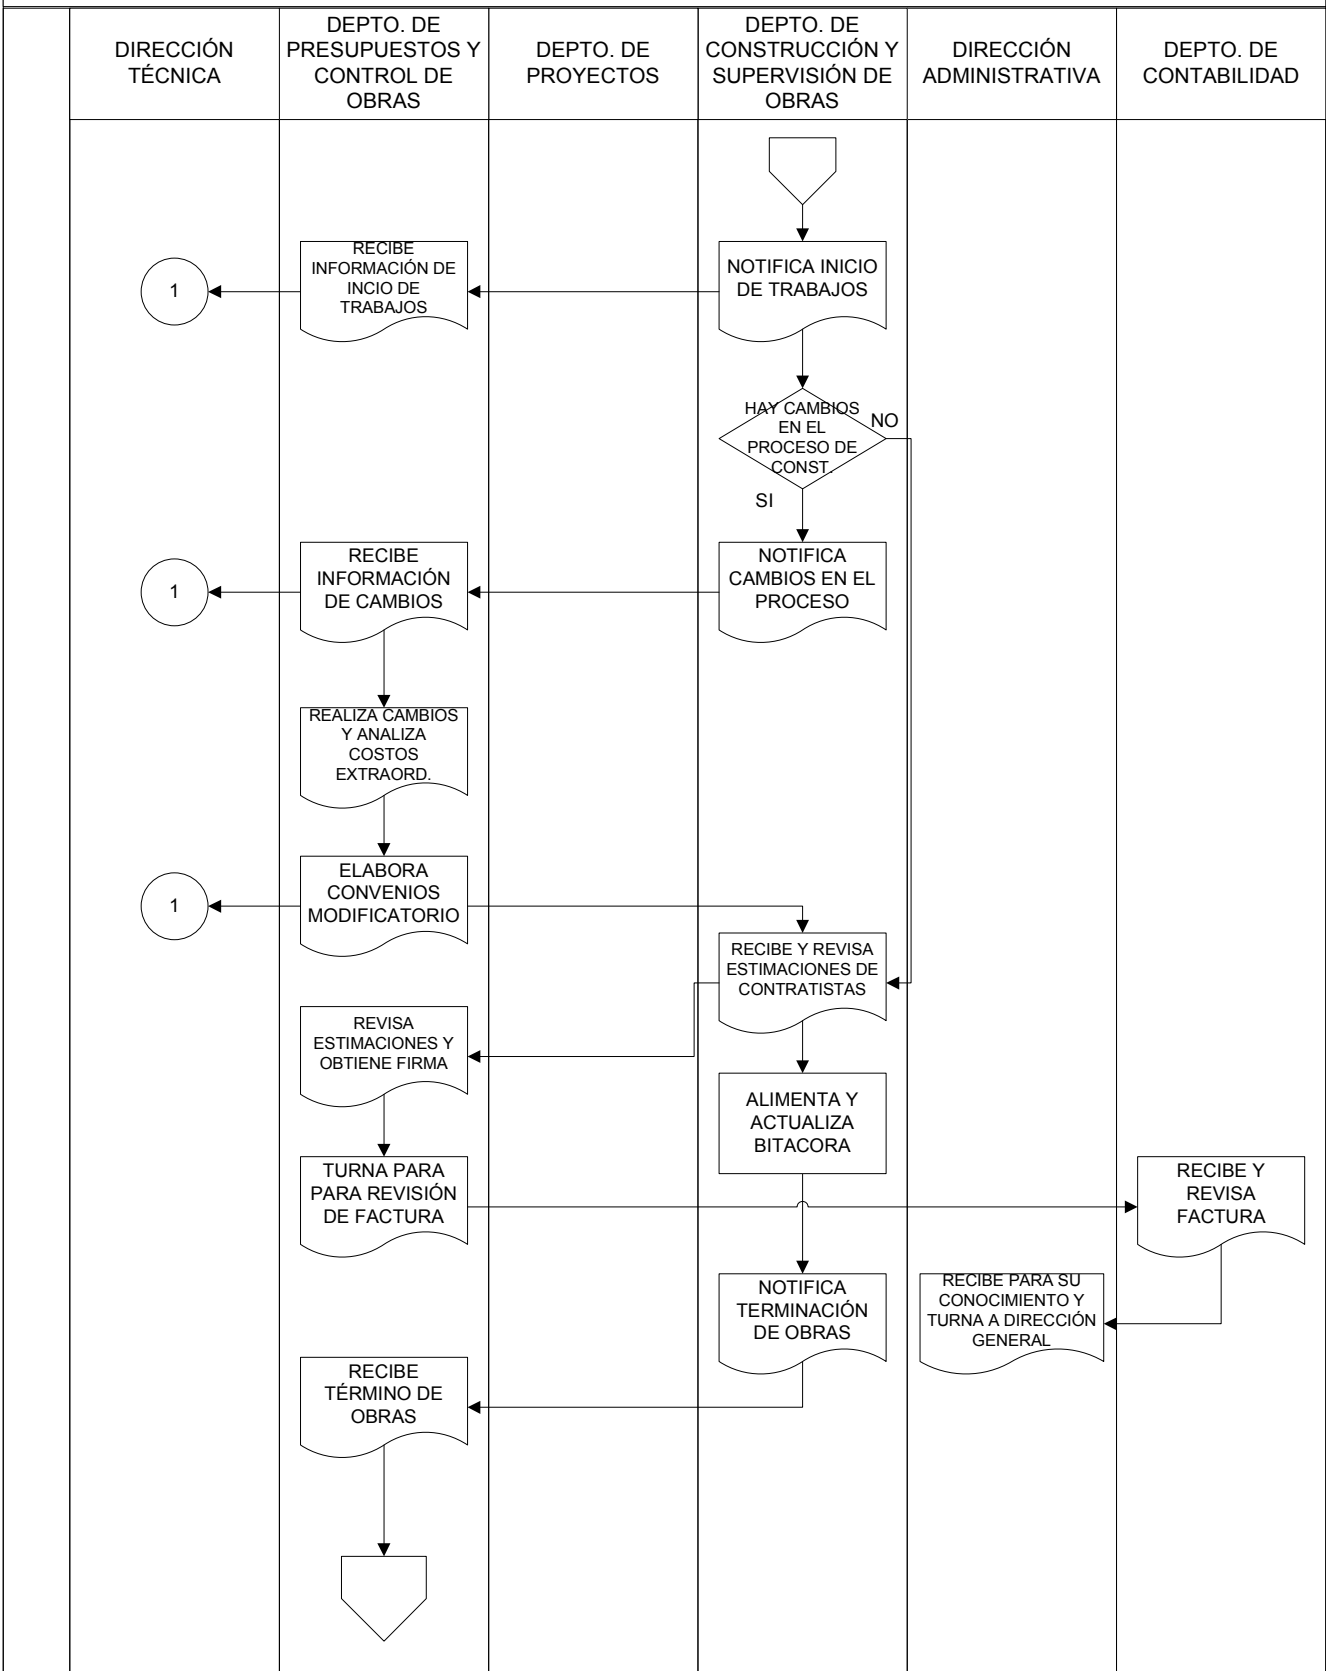 DIRECCIÓN
TÉCNICA
DEPTO. DE
PRESUPUESTOS Y
CONTROL DE
OBRAS
DEPTO. DE
PROYECTOS
DEPTO. DE
CONSTRUCCIÓN Y
SUPERVISIÓN DE
OBRAS
DIRECCIÓN
ADMINISTRATIVA
DEPTO. DE
CONTABILIDAD
1
RECIBE
INFORMACIÓN DE
INCIO DE
TRABAJOS
NOTIFICA INICIO
DE TRABAJOS
HAY CAMBIOS
EN EL
PROCESO DE
CONST.
NO
SI
1
RECIBE
INFORMACIÓN
DE CAMBIOS
NOTIFICA
CAMBIOS EN EL
PROCESO
REALIZA CAMBIOS
Y ANALIZA
COSTOS
EXTRAORD.
1
ELABORA
CONVENIOS
MODIFICATORIO
RECIBE Y REVISA
ESTIMACIONES DE
CONTRATISTAS
REVISA
ESTIMACIONES Y
OBTIENE FIRMA
ALIMENTA Y
ACTUALIZA
BITACORA
TURNA PARA
PARA REVISIÓN
DE FACTURA
RECIBE Y
REVISA
FACTURA
NOTIFICA
TERMINACIÓN
DE OBRAS
RECIBE PARA SU
CONOCIMIENTO Y
TURNA A DIRECCIÓN
GENERAL
RECIBE
TÉRMINO DE
OBRAS